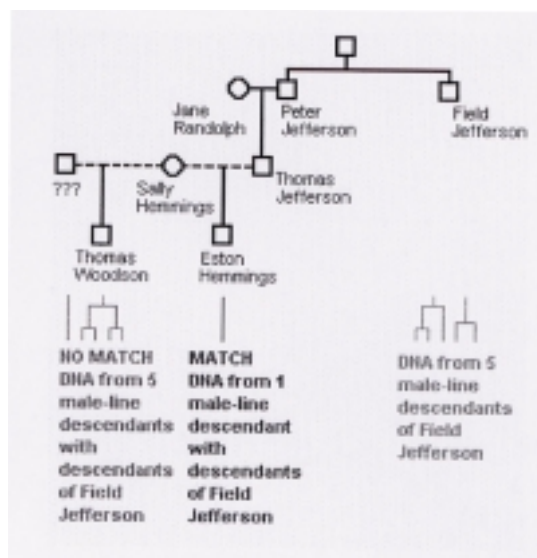 Jane
Randolph
Peter
Jefferson
Field
Jefferson
???
Sally
Hemmings
Thomas
Jefferson
Thomas
Woodson
Eston
Hemmings
NO MATCH
DNA from 5
male-line
descendants
with
descendants
of Field
Jefferson
MATCH
DNA from 1
male-line
descendant
with
descendants
of Field
Jefferson
DNA from 5
male-line
descendants
of Field
Jefferson